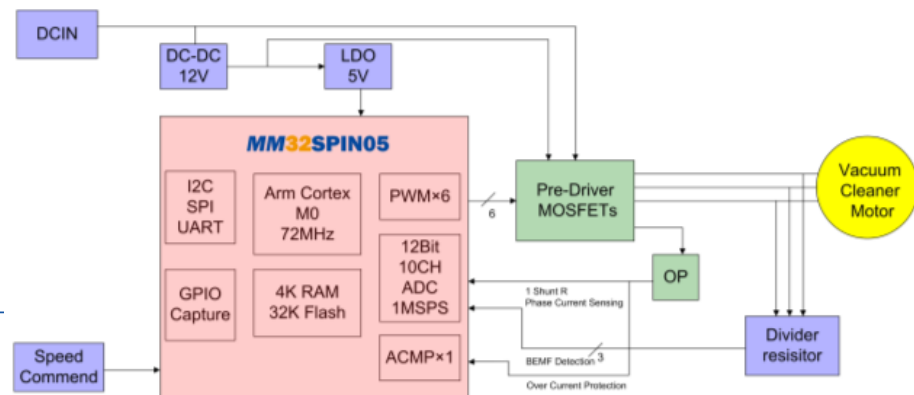 DCIN
DC-DC
12V
LDO
5V
MM32SPIN05
I2C
SPI
UART
Arm Cortex
M0
72MHz
PWM×6
6
Pre-Driver
MOSFETs
Vacuum
Cleaner
Motor
GPIO
Capture
4K RAM
32K Flash
12Bit
10CH
ADC
1MSPS
OP
1 Shunt R
Phase Current Sensing
ACMP×1
BEMF Detection
3
Over Current Protection
Divider
resisitor
Speed
Commend